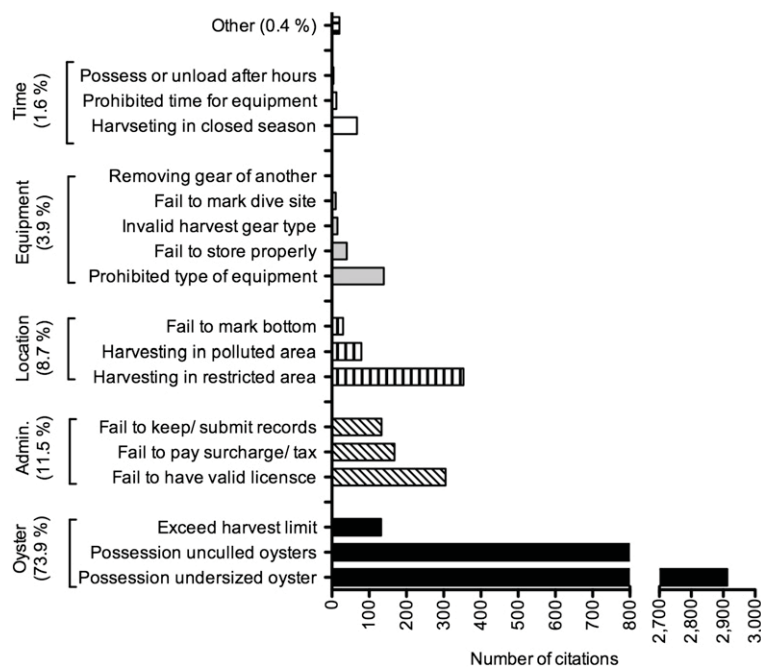 Other (0.4 %)
Time
(1.6 %)
Possess or unload after hours
Prohibited time for equipment
Harvseting in closed season
Equipment
(3.9 %)
Removing gear of another
Fail to mark dive site
Invalid harvest gear type
Fail to store properly
Prohibited type of equipment
Location
(8.7 %)
Fail to mark bottom
Harvesting in polluted area
Harvesting in restricted area
Admin.
(11.5 %)
Fail to keep/ submit records
Fail to pay surcharge/ tax
Fail to have valid licensce
Oyster
(73.9 %)
Exceed harvest limit
Possession unculled oysters
Possession undersized oyster
0
100
200
300
400
500
600
700
800
2,700
2,800
2,900
3,000
Number of citations